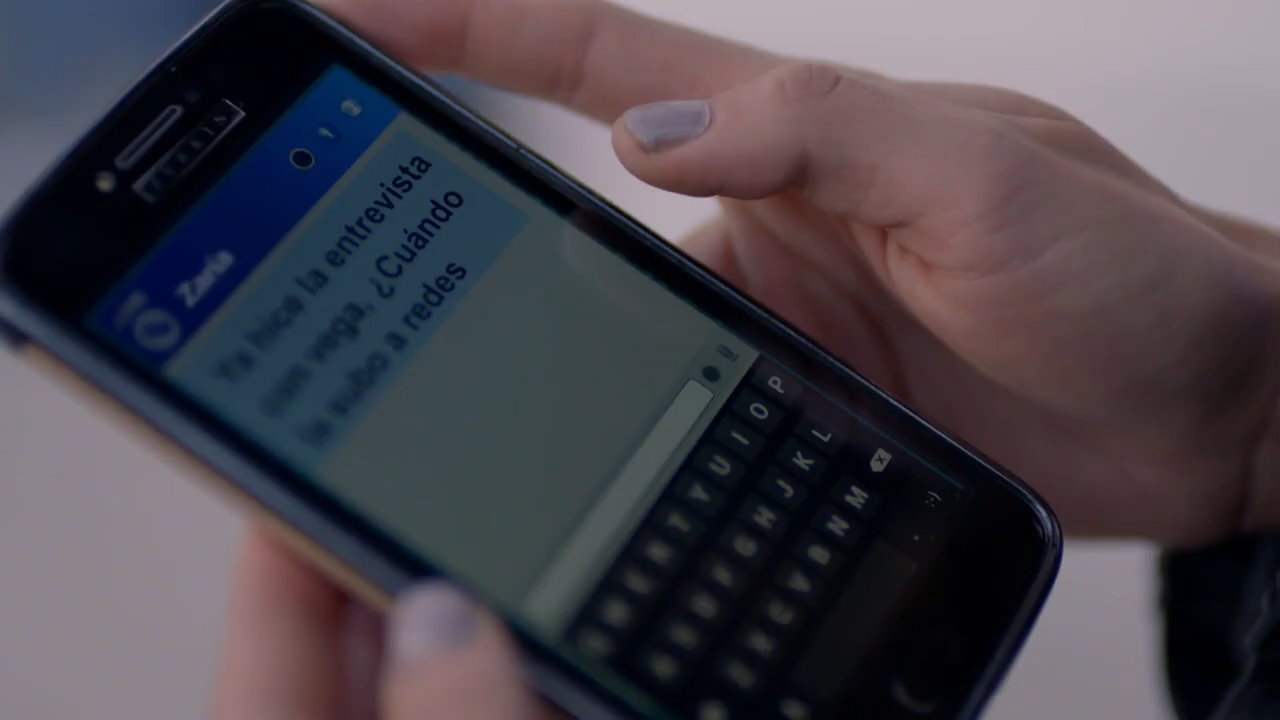 Zaria
Ya hice la entrevista
con vega, ¿Cuándo
la subo a redes
P
O
I
U
Y
T
L
K
J
H
G
F
M
N
B
V
C
X